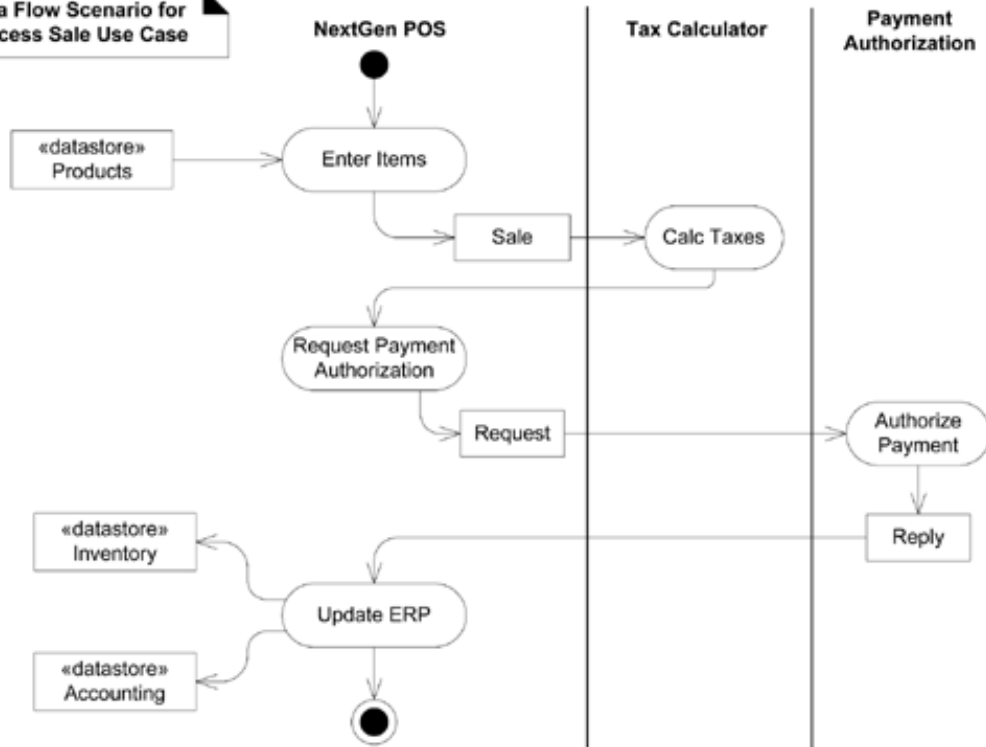 a Flow Scenario for
cess Sale Use Case
NextGen POS
Tax Calculator
Payment
Authorization
«datastore»
Products
Enter Items
Sale
Calc Taxes
Request Payment
Authorization
Request
Authorize
Payment
«datastore»
Inventory
Reply
Update ERP
«datastore»
Accounting